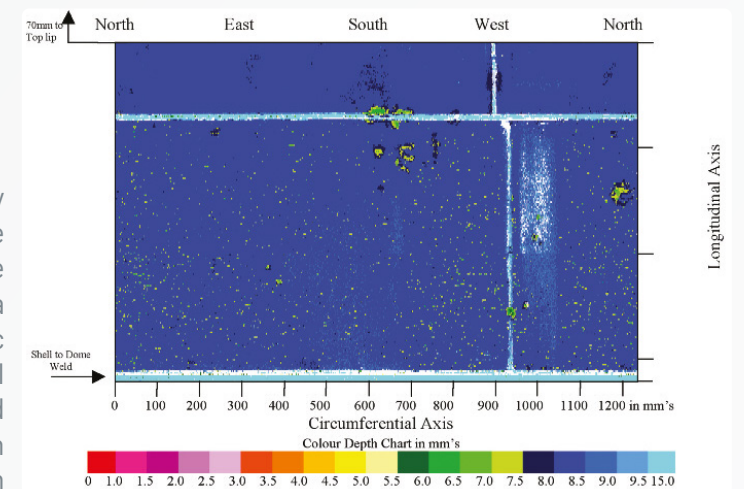 70mm to
Top lip
North East South West North
Longitudinal Axis
Shell to Dome
Weld
0 100 200 300 400 500 600 700 800 900 1000 1100 1200 in mm's
Circumferential Axis
Colour Depth Chart in mm's
0 1.0 1.5 2.0 2.5 3.0 3.5 4.0 4.5 5.0 5.5 6.0 6.5 7.0 7.5 8.0 8.5 9.0 9.5 15.0